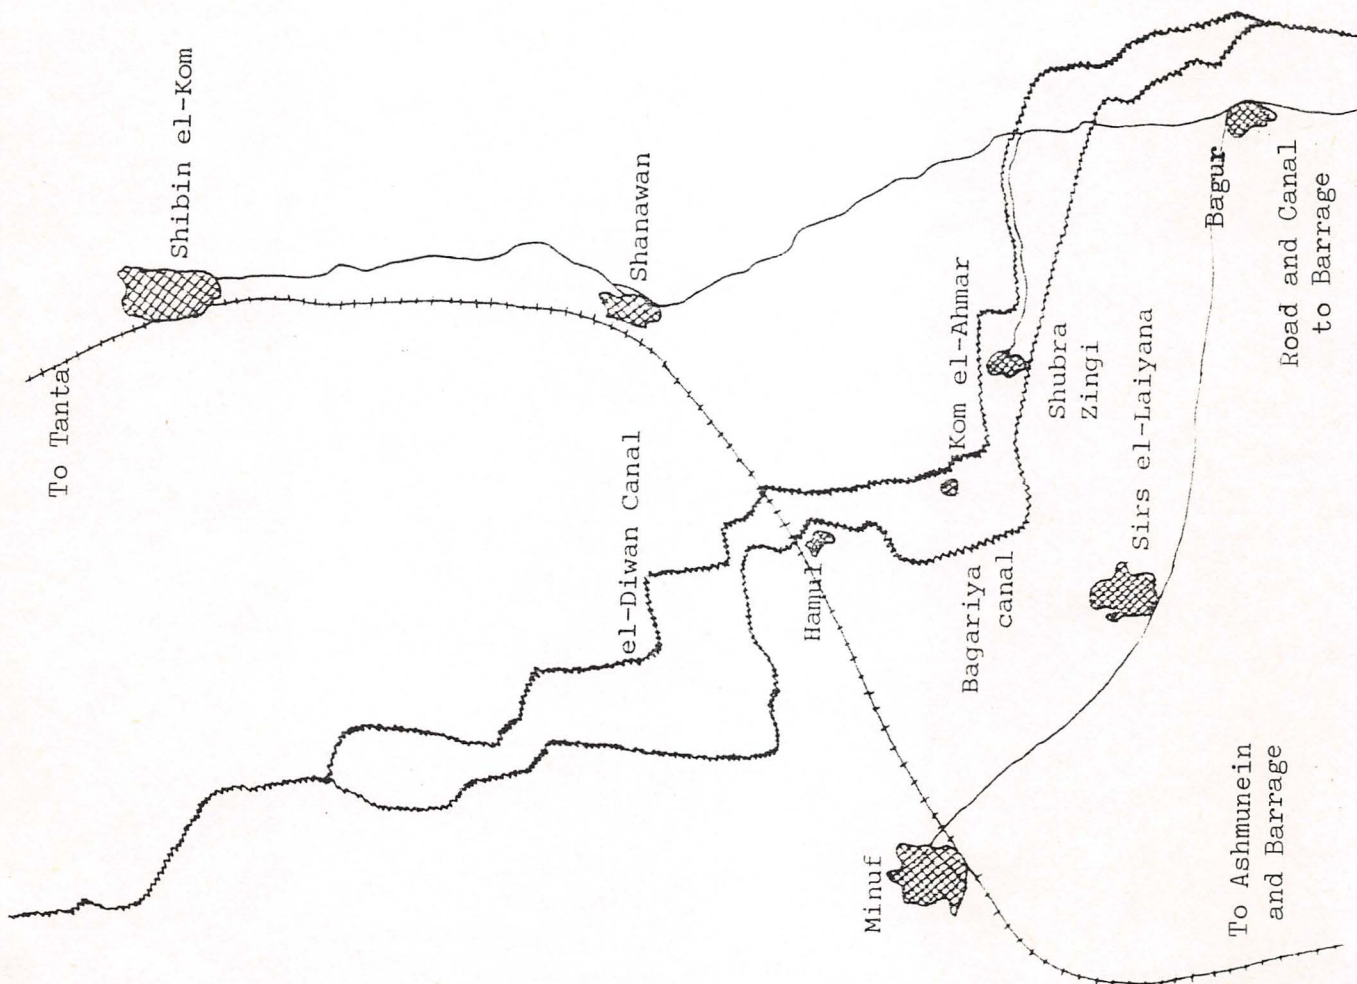 To Tanta
Shibin el-Kom
Shanawan
el-Diwan Canal
Kom el-Ahmar
Hamul
Shubra
Zingi
Bagariya
canal
Sirs el-Laiyana
Bagur
Minuf
Road and Canal
to Barrage
To Ashmunein
and Barrage